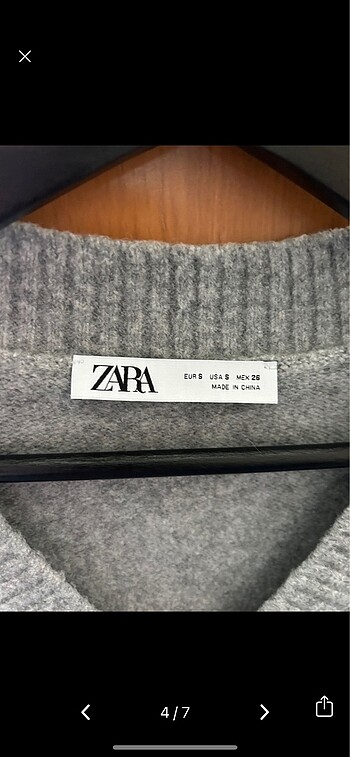 ZARA
EUR S USA S MEX 26
MADE IN CHINA
4/7